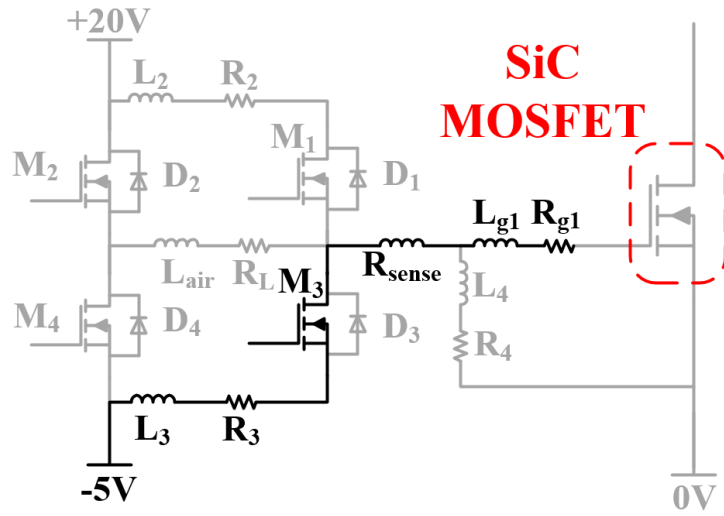 +20V
L2 R2
SiC
MOSFET
M2 D2 M1 D1
Lair RL Rsense Lg1 Rg1
M4 D4 M3 D3 L4
R4
L3 R3
-5V 0V